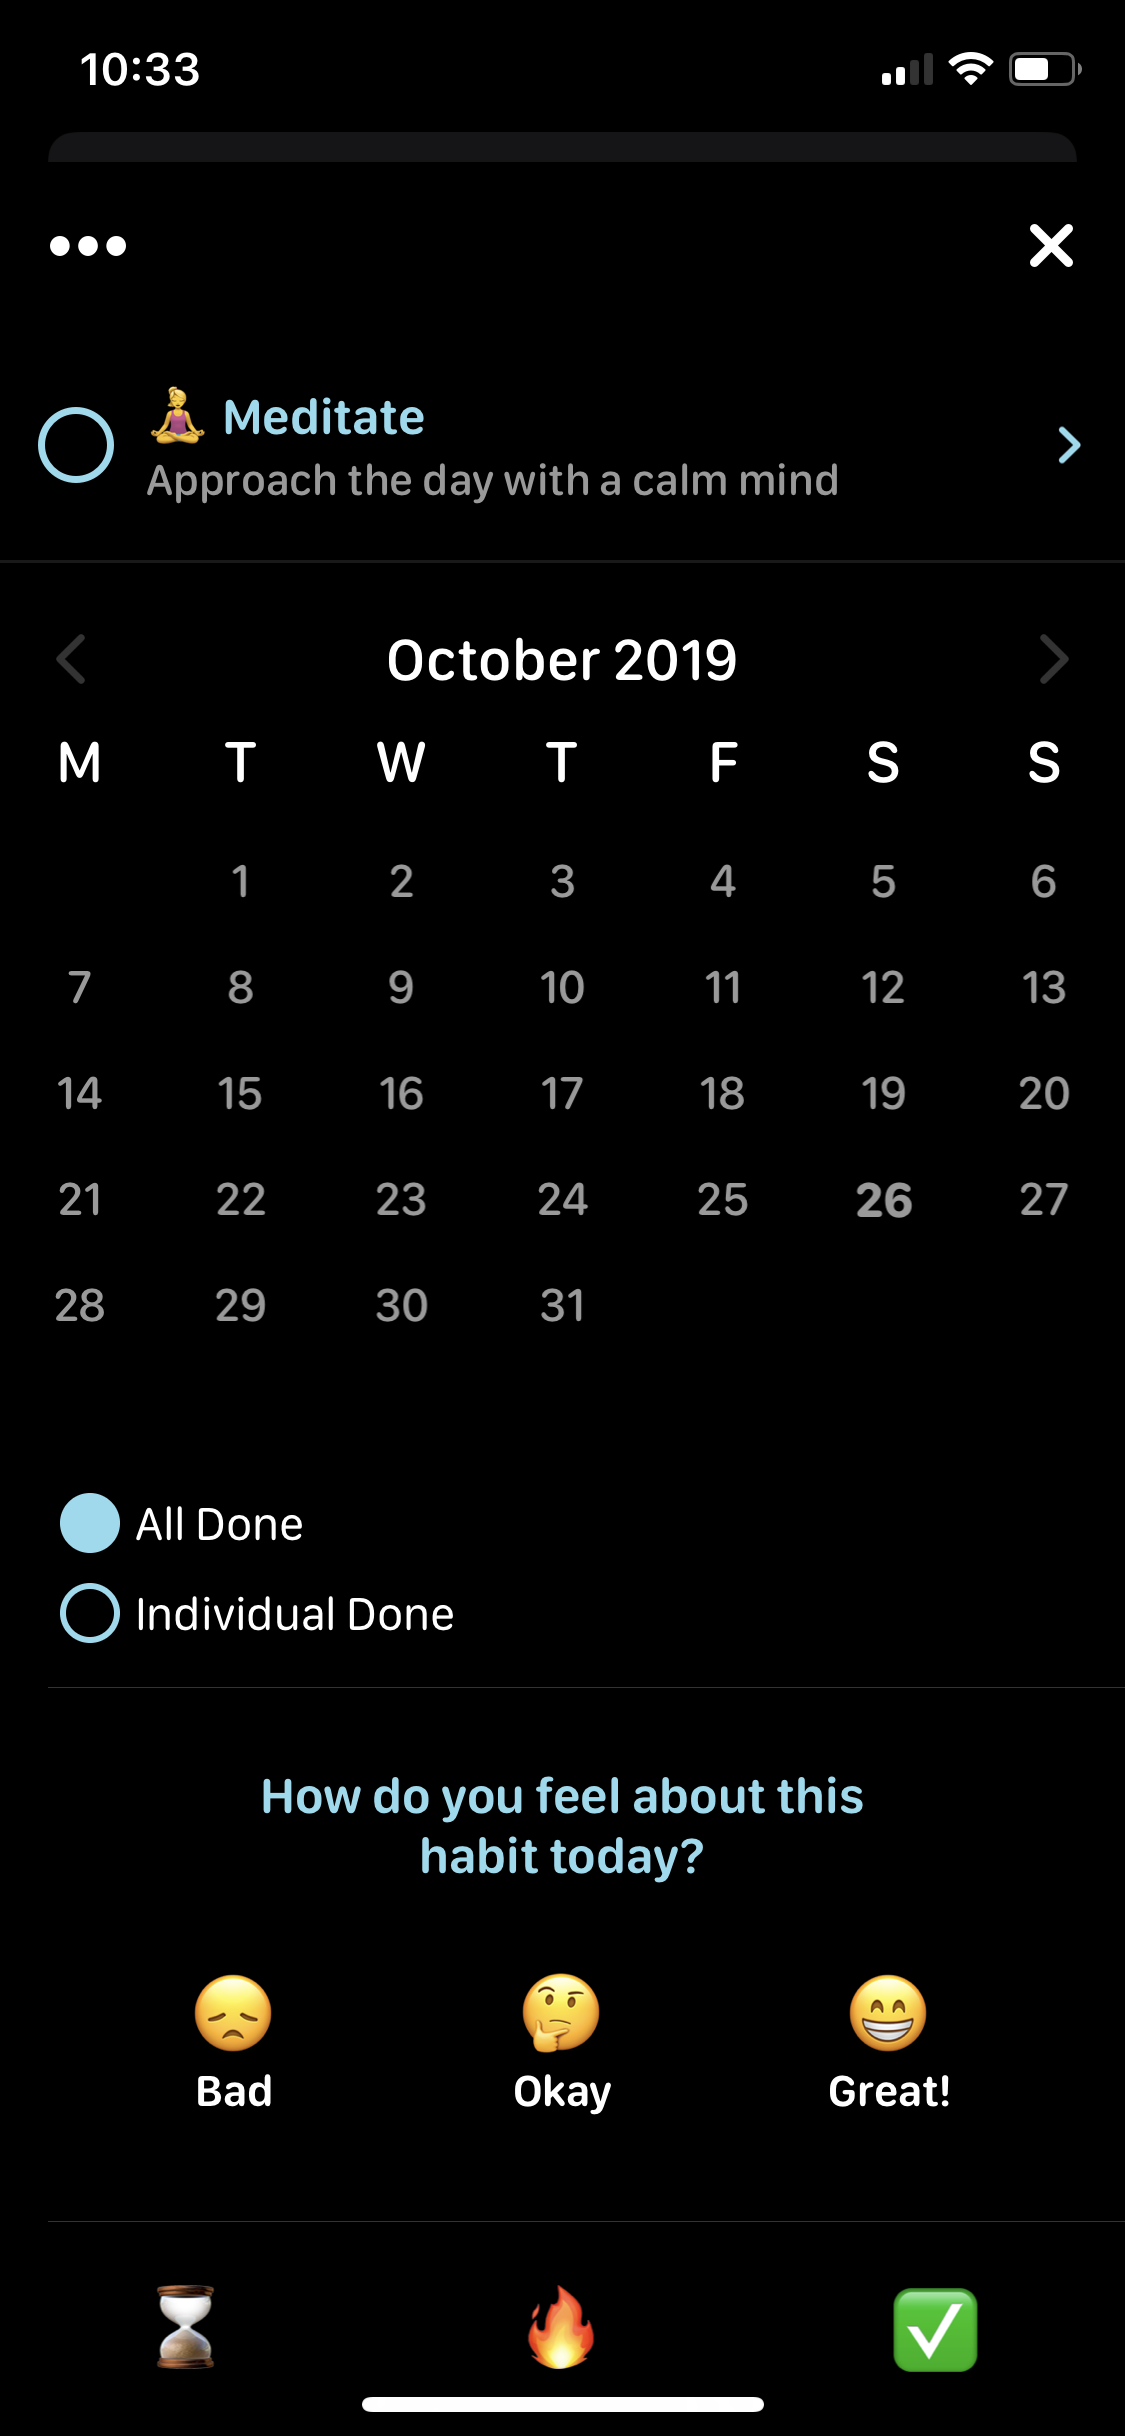 10:33
Meditate
Approach the day with a calm mind
October 2019
M T W T F S S
1 2 3 4 5 6
7 8 9 10 11 12 13
14 15 16 17 18 19 20
21 22 23 24 25 26 27
28 29 30 31
All Done
Individual Done
How do you feel about this
habit today?
Bad Okay Great!